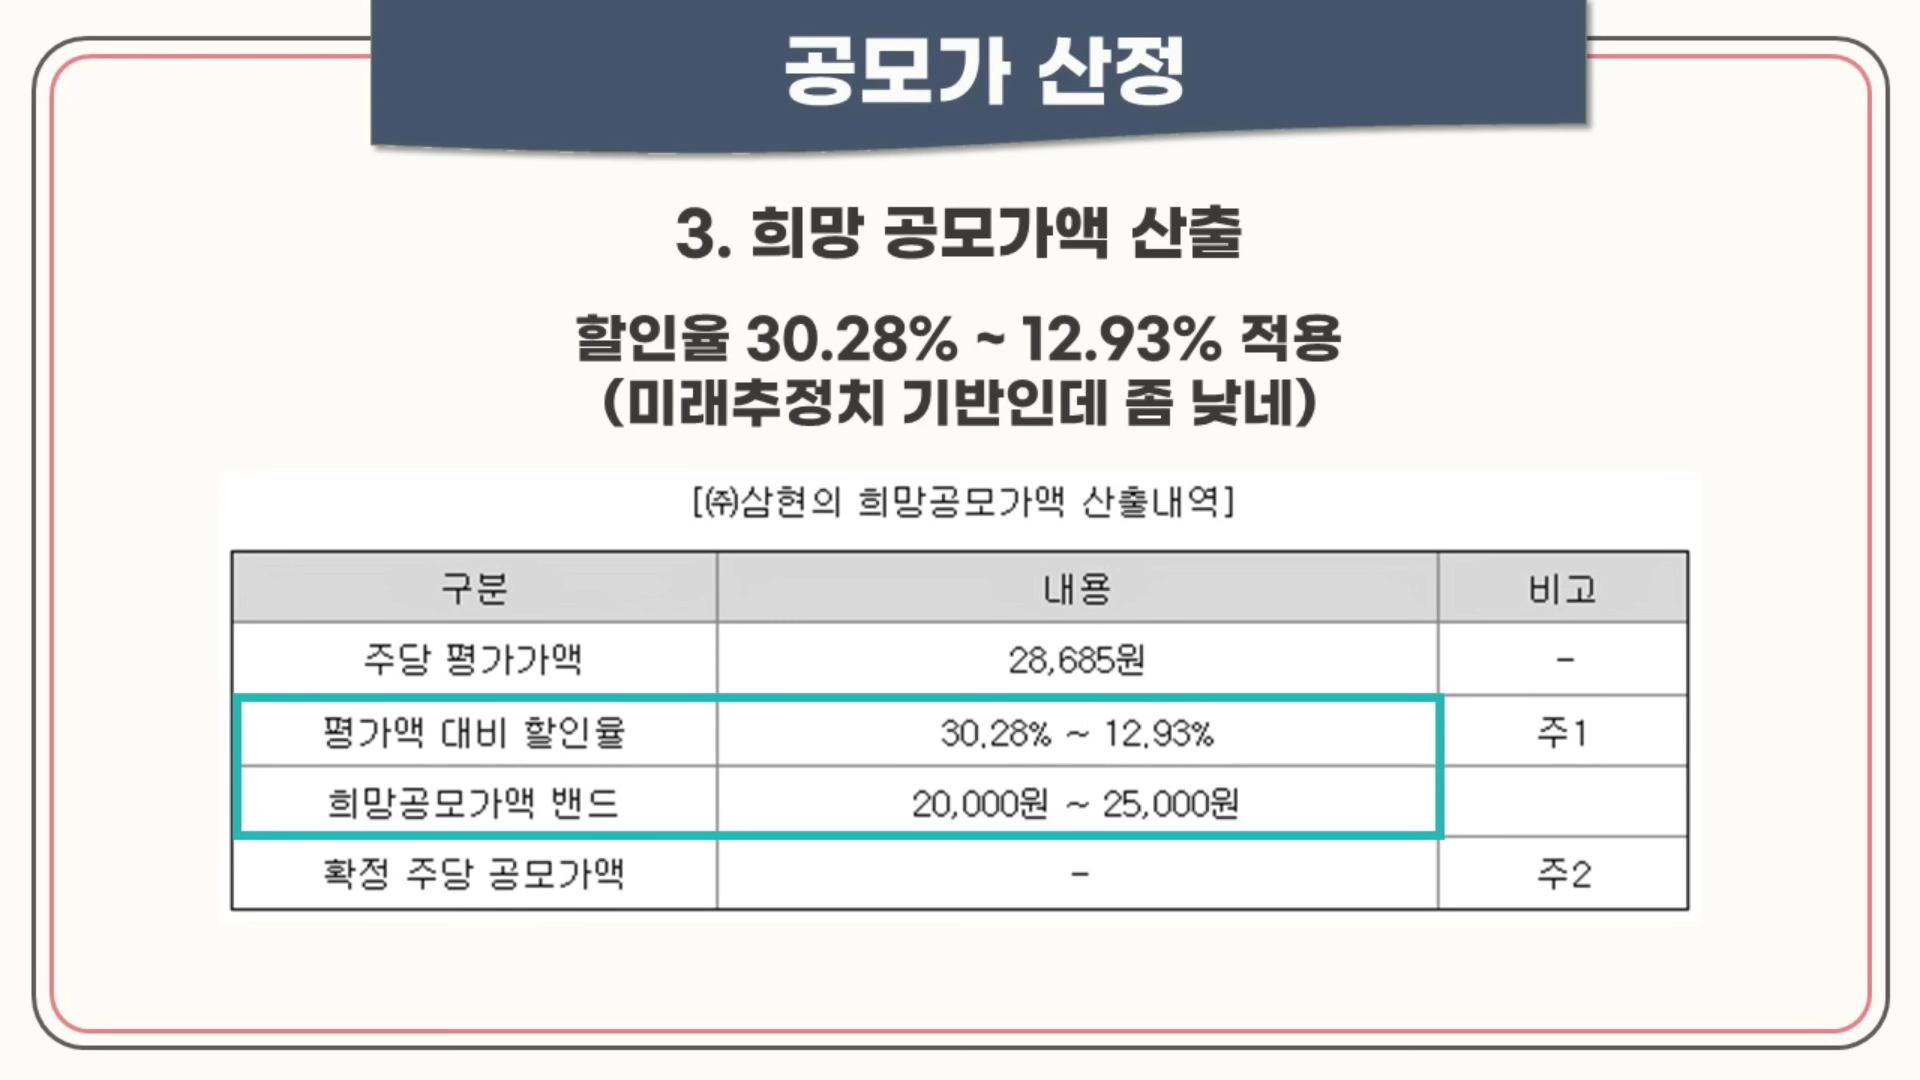 공모가 산정
3. 희망 공모가액 산출
할인율 30.28% ~ 12.93% 적용
(미래추정치 기반인데 좀 낮네)
[㈜삼현의 희망공모가액 산출내역]
구분 내용 비고
주당 평가가액 28,685원 -
평가액 대비 할인율 30.28% ~ 12.93% 주1
희망공모가액 밴드 20,000원 ~ 25,000원
확정 주당 공모가액 - 주2